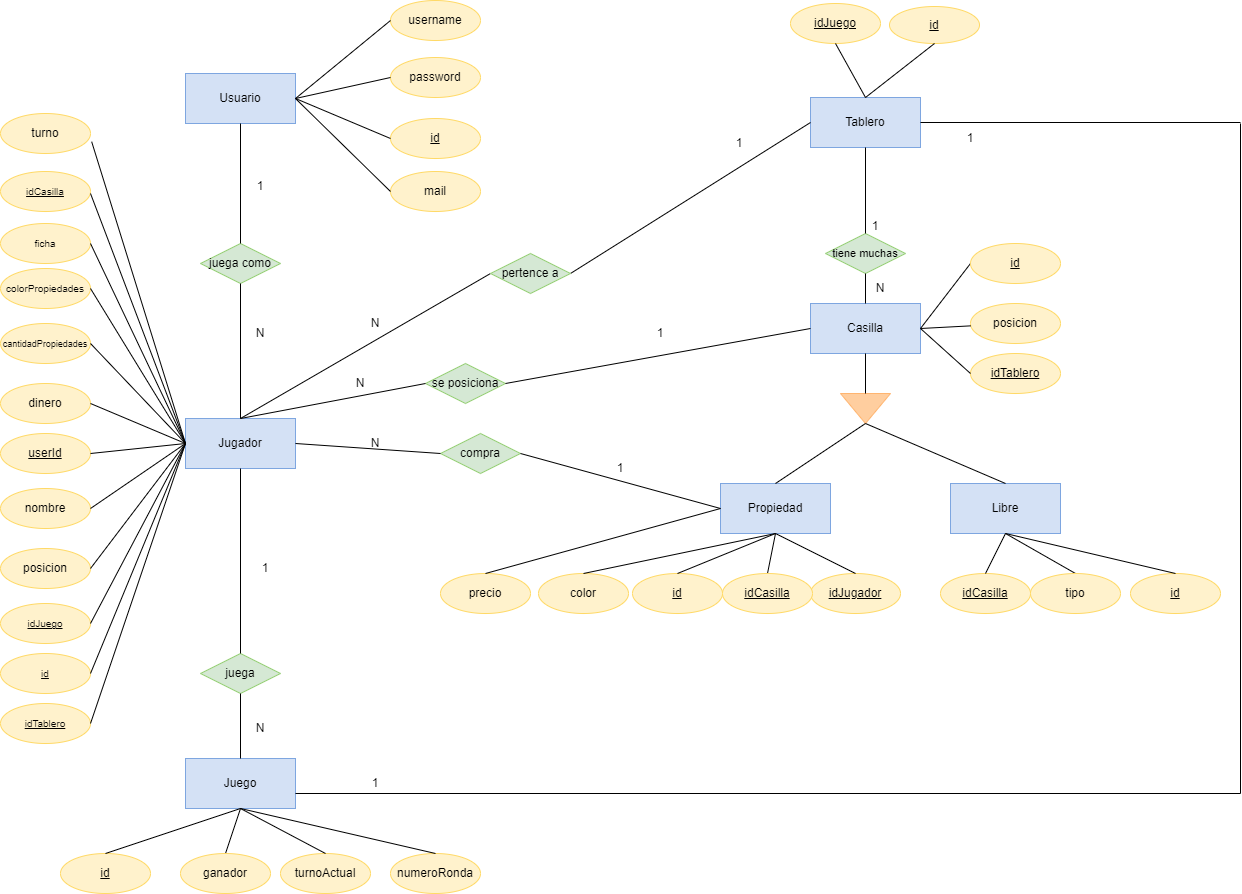 username
idJuego
id
password
Usuario
Tablero
turno
id
1
1
mail
1
idCasilla
1
ficha
juega como
pertence a
tiene muchas
id
colorPropiedades
N
posicion
N
N
1
Casilla
cantidadPropiedades
idTablero
N
se posiciona
dinero
Jugador
N
compra
userId
1
nombre
Propiedad
Libre
posicion
1
precio
color
id
idCasilla
idJugador
idCasilla
tipo
id
idJuego
id
juega
idTablero
N
Juego
1
id
ganador
turnoActual
numeroRonda